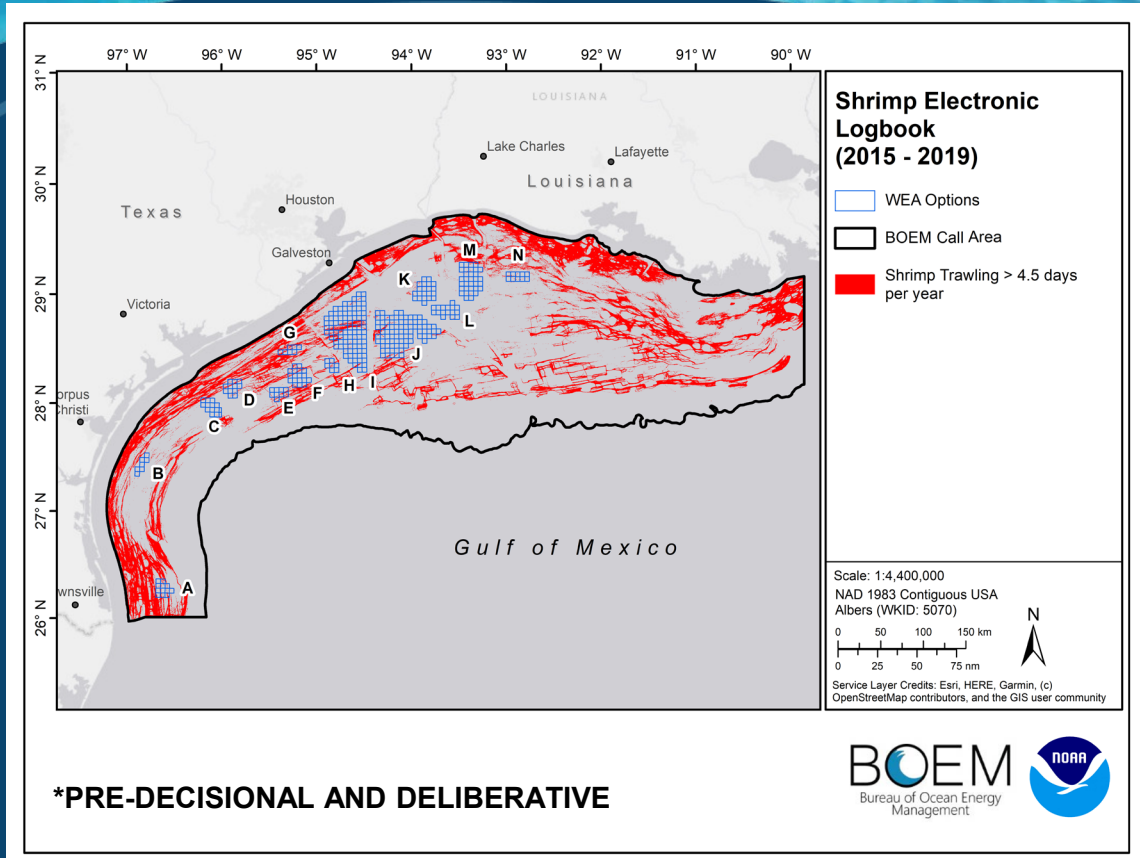 97° W 96° W 95° W 94° W 93° W 92° W 91° W 90° W
31° N
30° N
29° N
28° N
27° N
26° N
LOUISIANA
Lake Charles
Lafayette
Louisiana
Houston
Texas
Galveston
Victoria
orpus
Christi
wnsville
M
N
K
L
G
J
H
I
F
D
E
C
B
A
Gulf of Mexico
Shrimp Electronic
Logbook
(2015 - 2019)
WEA Options
BOEM Call Area
Shrimp Trawling > 4.5 days
per year
Scale: 1:4,400,000
NAD 1983 Contiguous USA
Albers (WKID: 5070)
N
0 50 100 150 km
0 25 50 75 nm
Service Layer Credits: Esri, HERE, Garmin, (c)
OpenStreetMap contributors, and the GIS user community
*PRE-DECISIONAL AND DELIBERATIVE
BOEM
Bureau of Ocean Energy
Management
NOAA